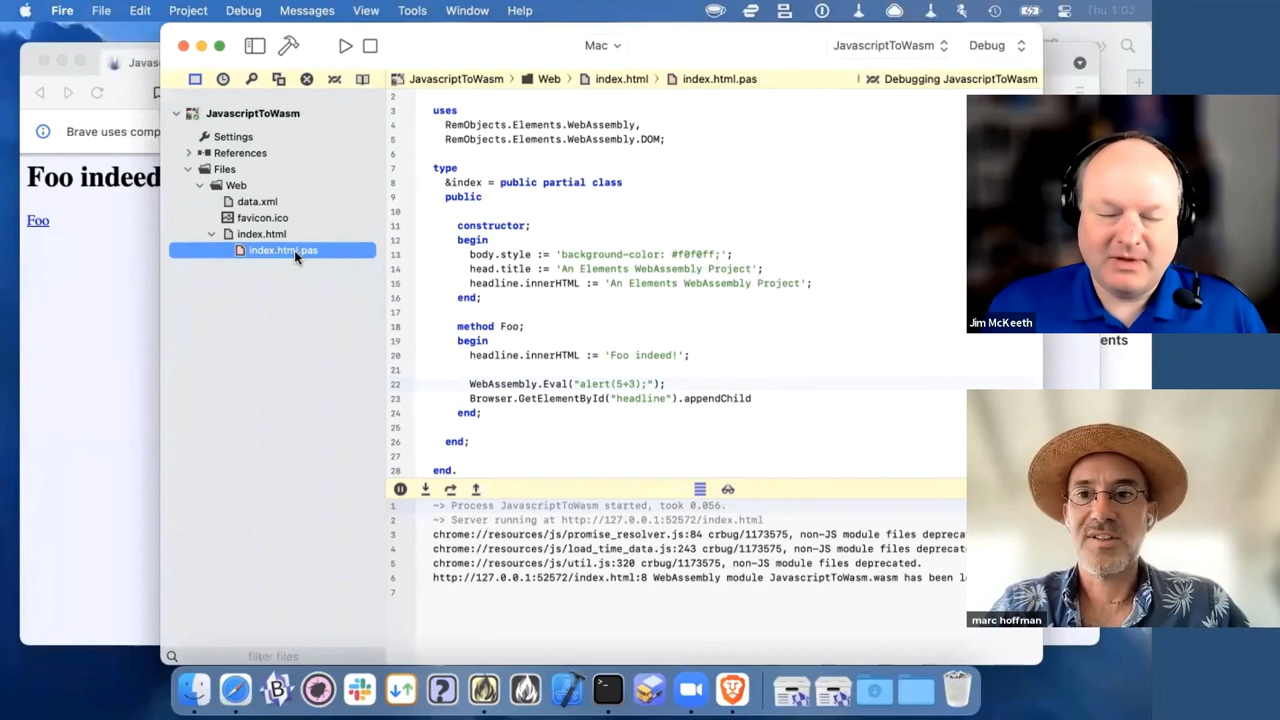 Fire File Edit Project Debug Messages View Tools Window Help Thu 1:02
Mac JavascriptToWasm Debug
Javas
JavascriptToWasm Web index.html index.html.pas Debugging JavascriptToWasm
Brave uses comp
Foo indeed
Foo
JavascriptToWasm
Settings
References
Files
Web
data.xml
favicon.ico
index.html
index.html.pas
filter files
2
3 uses
4 RemObjects.Elements.WebAssembly,
5 RemObjects.Elements.WebAssembly.DOM;
6
7 type
8 &index = public partial class
9 public
10
11 constructor;
12 begin
13 body.style := 'background-color: #f0f0ff;';
14 head.title := 'An Elements WebAssembly Project';
15 headline.innerHTML := 'An Elements WebAssembly Project';
16 end;
17
18 method Foo;
19 begin
20 headline.innerHTML := 'Foo indeed!';
21
22 WebAssembly.Eval("alert(5+3);");
23 Browser.GetElementById("headline").appendChild
24 end;
25
26 end;
27
28 end.
1 ~> Process JavascriptToWasm started, took 0.056.
2 ~> Server running at http://127.0.0.1:52572/index.html
3 chrome://resources/js/promise_resolver.js:84 crbug/1173575, non-JS module files depreca
4 chrome://resources/js/load_time_data.js:243 crbug/1173575, non-JS module files deprecat
5 chrome://resources/js/util.js:320 crbug/1173575, non-JS module files deprecated.
6 http://127.0.0.1:52572/index.html:8 WebAssembly module JavascriptToWasm.wasm has been l
7
Jim McKeeth
ents
marc hoffman